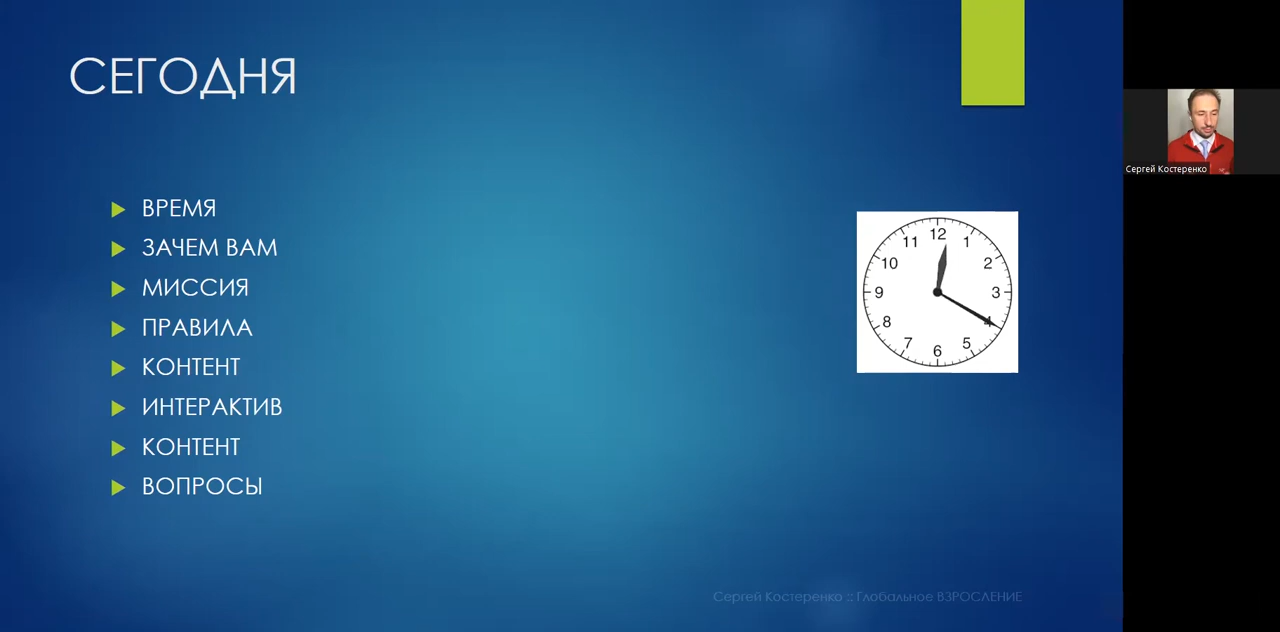 СЕГОДНЯ
ВРЕМЯ
ЗАЧЕМ ВАМ
МИССИЯ
ПРАВИЛА
КОНТЕНТ
ИНТЕРАКТИВ
КОНТЕНТ
ВОПРОСЫ
12
11
1
10
2
9
3
8
4
7
5
6
Сергей Костеренко
Сергей Костеренко :: Глобальное ВЗРОСЛЕНИЕ